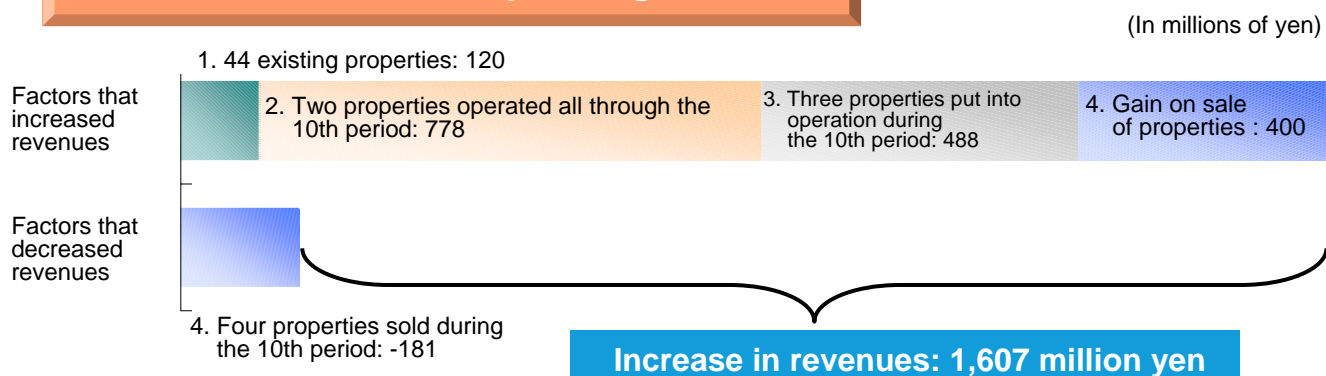 (In millions of yen)
1. 44 existing properties: 120
Factors that
increased
revenues
2. Two properties operated all through the
10th period: 778
3. Three properties put into
operation during
the 10th period: 488
4. Gain on sale
of properties : 400
Factors that
decreased
revenues
4. Four properties sold during
the 10th period: -181
Increase in revenues: 1,607 million yen